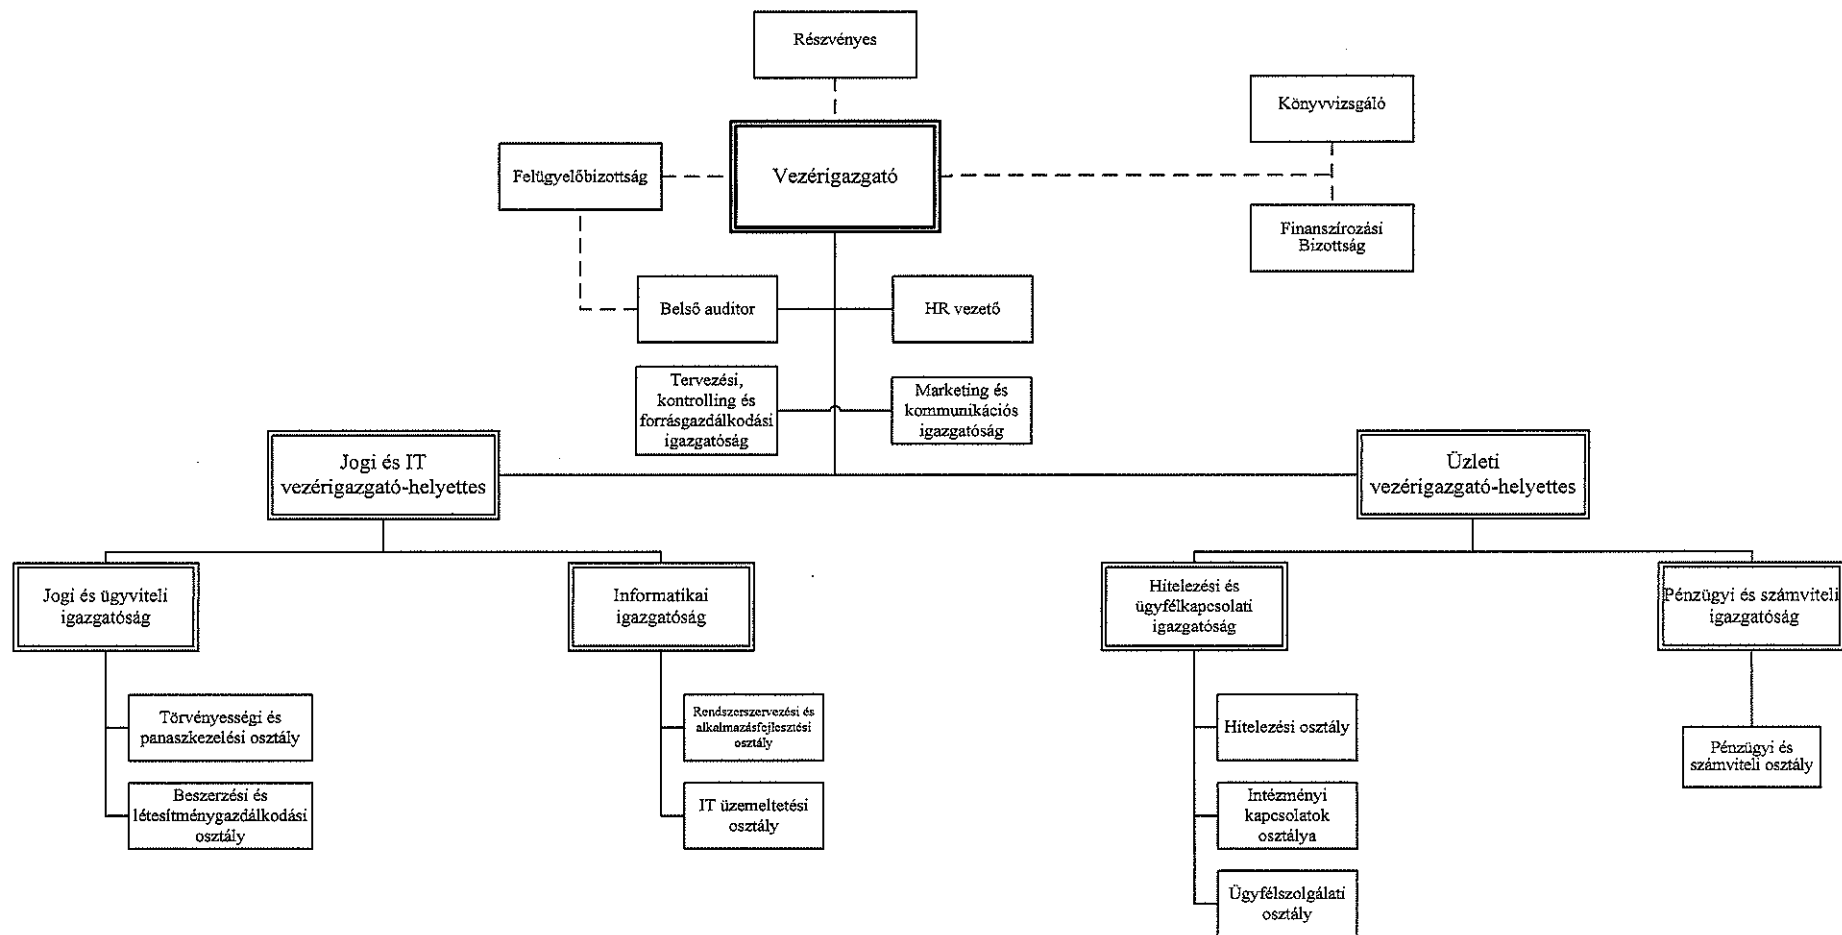 Részvényes
Könyvvizsgáló
Felügyelőbizottság
Vezérigazgató
Finanszírozási
Bizottság
Belső auditor
HR vezető
Tervezési,
kontrolling és
forrásgazdálkodási
igazgatóság
Marketing és
kommunikációs
igazgatóság
Jogi és IT
vezérigazgató-helyettes
Üzleti
vezérigazgató-helyettes
Jogi és ügyviteli
igazgatóság
Informatikai
igazgatóság
Hitelezési és
ügyfélkapcsolati
igazgatóság
Pénzügyi és számviteli
igazgatóság
Törvényességi és
panaszkezelési osztály
Beszerzési és
létesítménygazdálkodási
osztály
Rendszerszervezési és
alkalmazásfejlesztési
osztály
IT üzemeltetési
osztály
Hitelezési osztály
Intézményi
kapcsolatok
osztálya
Ügyfélszolgálati
osztály
Pénzügyi és
számviteli osztály